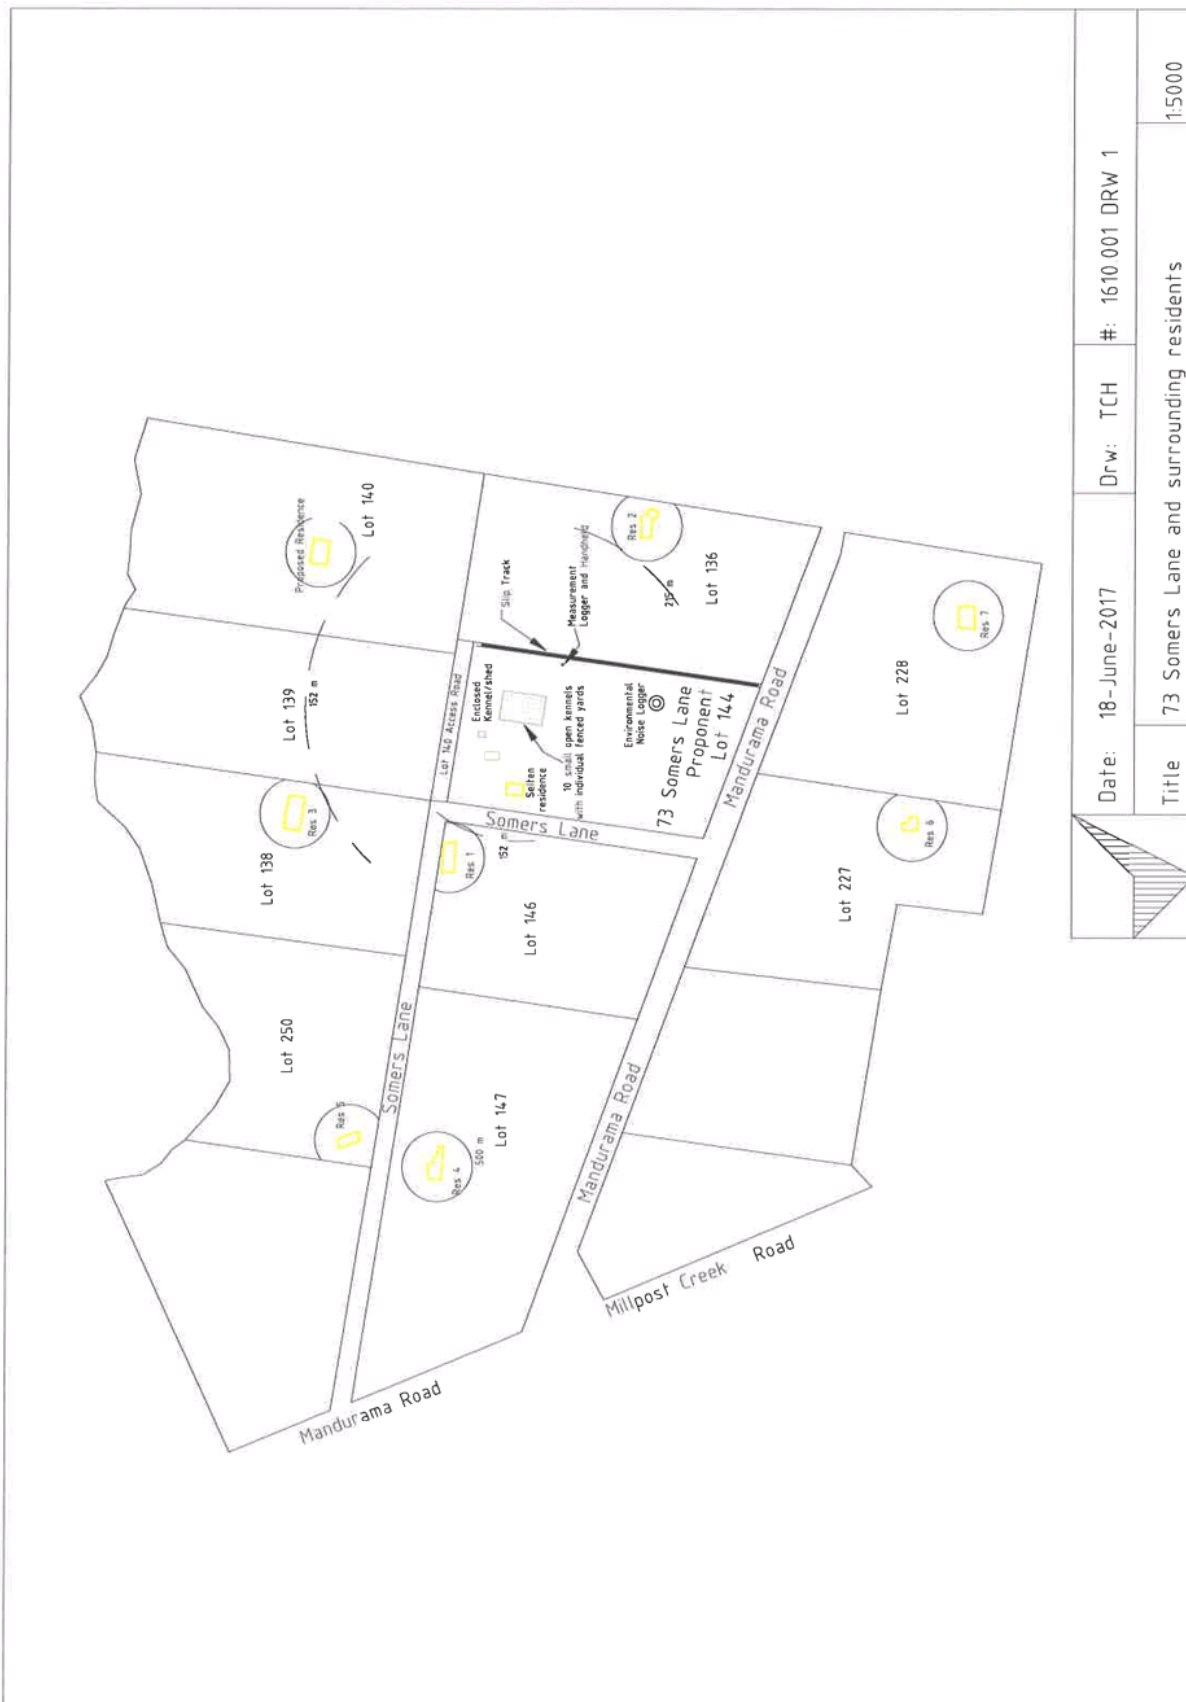 Proposed Residence
Lot 140
Lot 139
152 m
Res 3
Lot 138
Lot 250
Res 5
Somers Lane
Lot 140 Access Road
Slip Track
Measurement
Logger and Handheld
Res 2
215 m
Lot 136
Enclosed
Kennel/shed
10 small open kennels
with individual fenced yards
residence
Environmental
Noise Logger
73 Somers Lane
Proponent
Lot 144
Somers Lane
Res 1
152 m
Lot 146
Res 4
500 m
Lot 147
Mandurama Road
Mandurama Road
Mandurama Road
Millpost Creek Road
Lot 228
Res 7
Lot 227
Res 6
Date: 18-June-2017
Drw: TCH
#: 1610 001 DRW 1
Title
73 Somers Lane and surrounding residents
1:5000